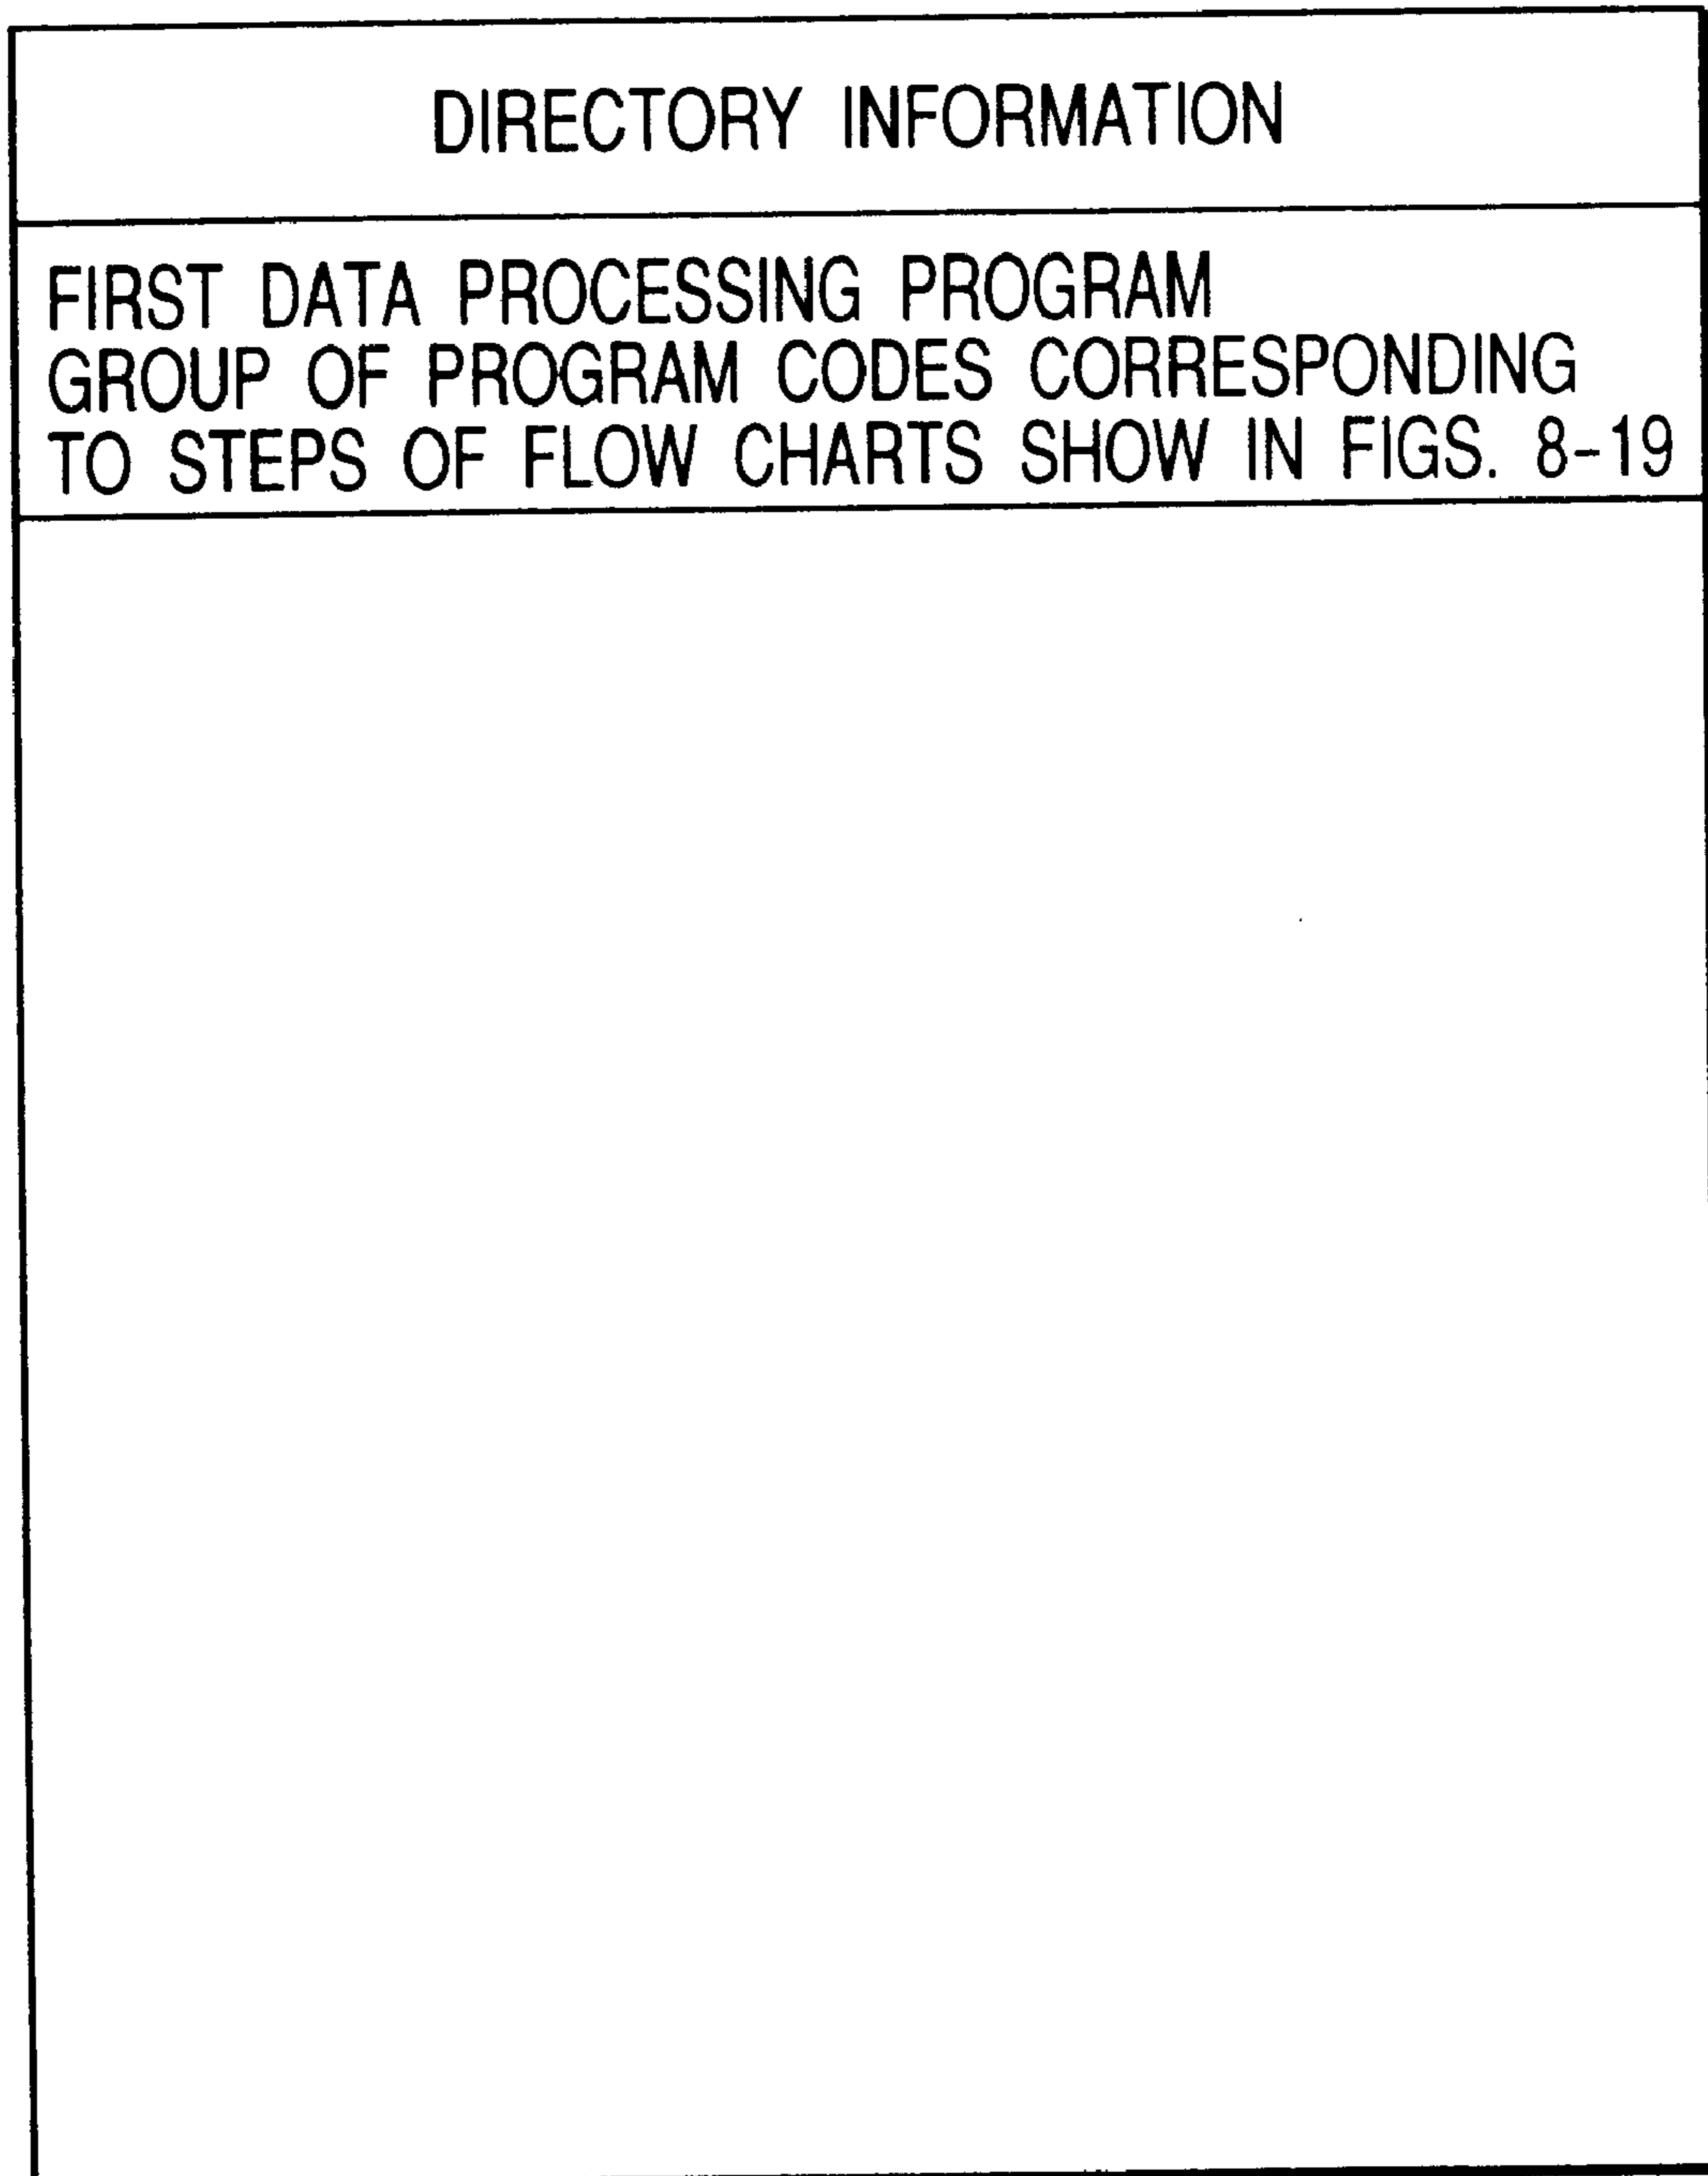 DIRECTORY INFORMATION
FIRST DATA PROCESSING PROGRAM
GROUP OF PROGRAM CODES CORRESPONDING
TO STEPS OF FLOW CHARTS SHOW IN FIGS. 8-19